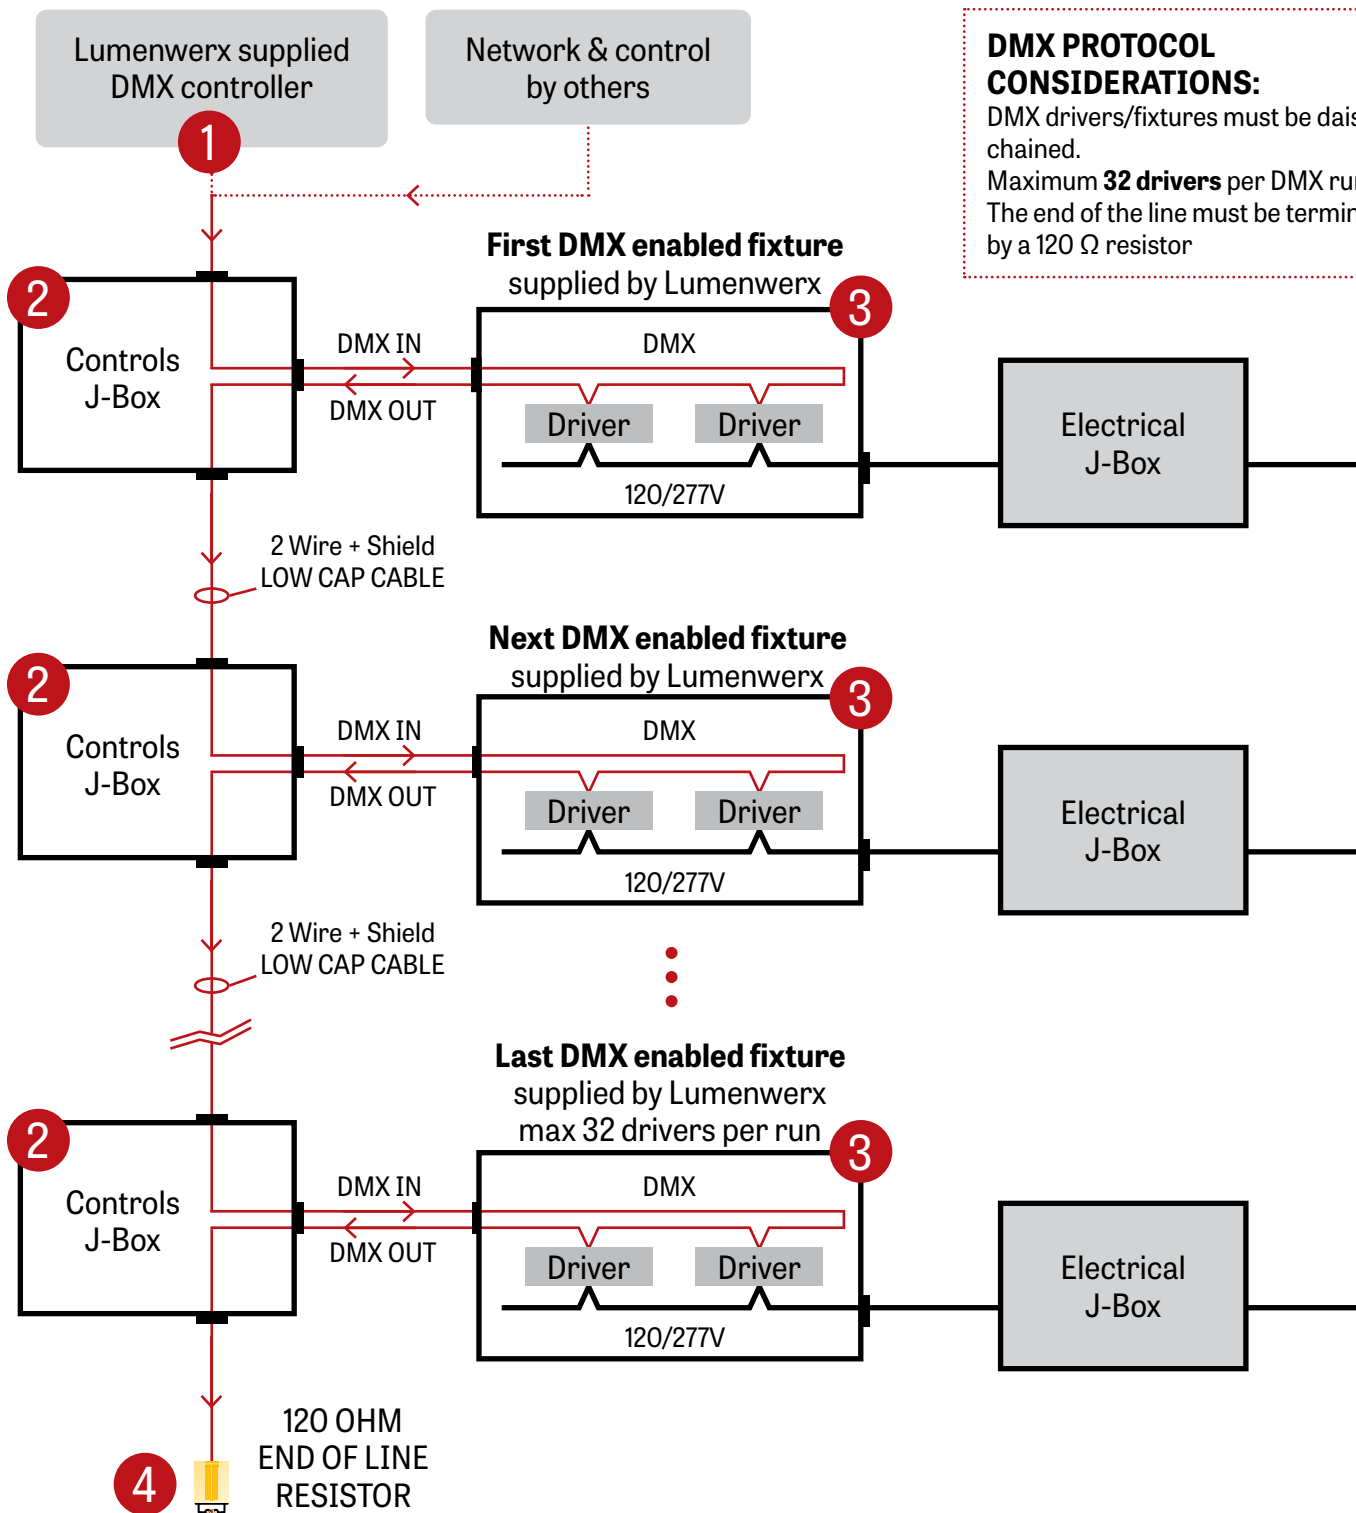 Lumenwerx supplied
DMX controller
1
Network & control
by others
DMX PROTOCOL
CONSIDERATIONS:
DMX drivers/fixtures must be dais
chained.
Maximum 32 drivers per DMX run
The end of the line must be termin
by a 120 Ω resistor
First DMX enabled fixture
supplied by Lumenwerx
2
Controls
J-Box
DMX IN
DMX OUT
3
DMX
Driver
Driver
120/277V
Electrical
J-Box
2 Wire + Shield
LOW CAP CABLE
Next DMX enabled fixture
supplied by Lumenwerx
2
Controls
J-Box
DMX IN
DMX OUT
3
DMX
Driver
Driver
120/277V
Electrical
J-Box
2 Wire + Shield
LOW CAP CABLE
Last DMX enabled fixture
supplied by Lumenwerx
max 32 drivers per run
2
Controls
J-Box
DMX IN
DMX OUT
3
DMX
Driver
Driver
120/277V
Electrical
J-Box
4
120 OHM
END OF LINE
RESISTOR